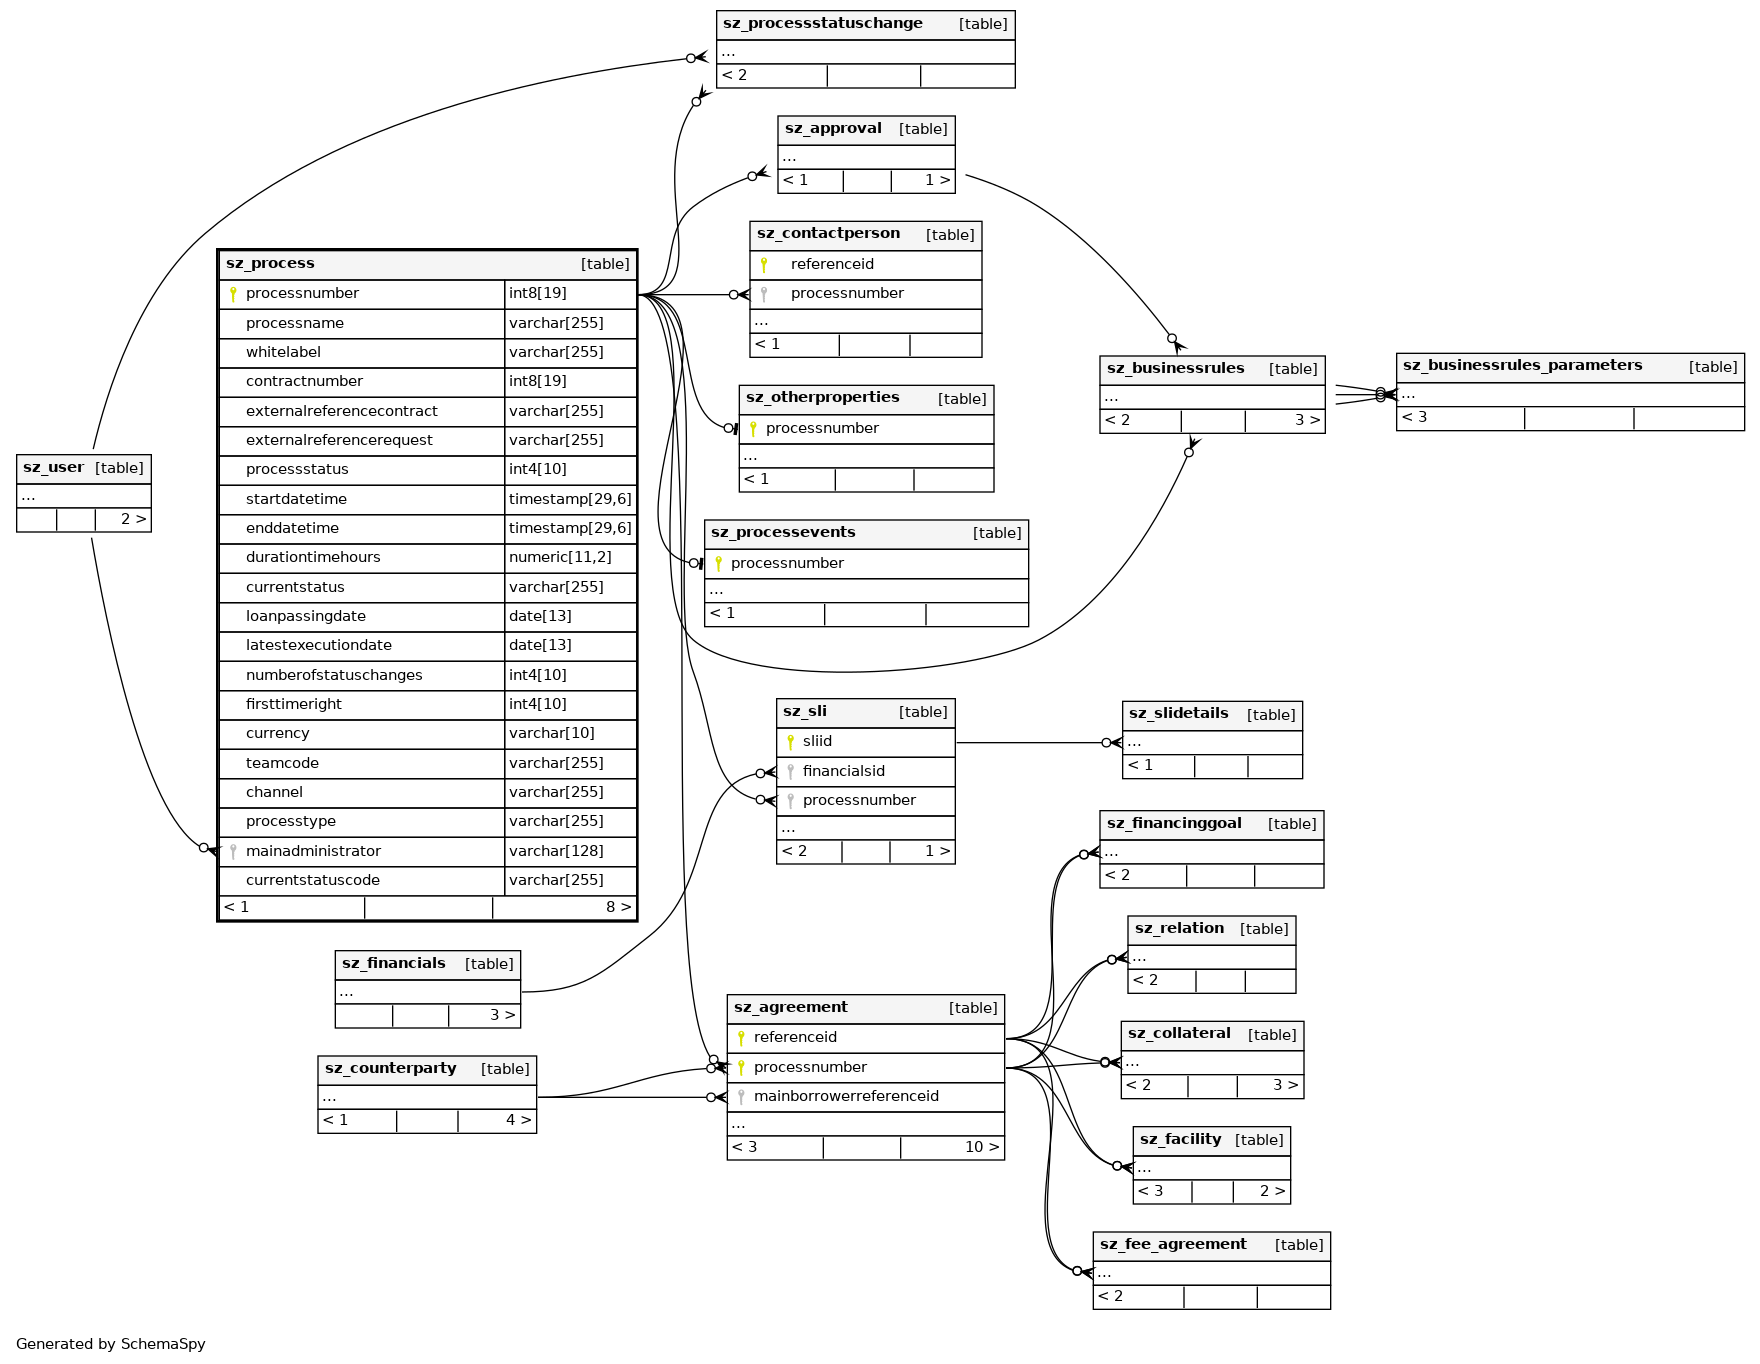 sz_processstatuschange [table]
...
< 2
sz_approval [table]
...
< 1 1 >
sz_contactperson [table]
referenceid
processnumber
...
< 1
sz_process [table]
processnumber int8[19]
processname varchar[255]
whitelabel varchar[255]
contractnumber int8[19]
externalreferencecontract varchar[255]
externalreferencerequest varchar[255]
processstatus int4[10]
startdatetime timestamp[29,6]
enddatetime timestamp[29,6]
durationtimehours numeric[11,2]
currentstatus varchar[255]
loanpassingdate date[13]
latestexecutiondate date[13]
numberofstatuschanges int4[10]
firsttimeright int4[10]
currency varchar[10]
teamcode varchar[255]
channel varchar[255]
processtype varchar[255]
mainadministrator varchar[128]
currentstatuscode varchar[255]
< 1 8 >
sz_businessrules [table]
...
< 2 3 >
sz_businessrules_parameters [table]
...
< 3
sz_otherproperties [table]
processnumber
...
< 1
sz_user [table]
...
2 >
sz_processevents [table]
processnumber
...
< 1
sz_sli [table]
sliid
financialsid
processnumber
...
< 2 1 >
sz_slidetails [table]
...
< 1
sz_financinggoal [table]
...
< 2
sz_relation [table]
...
< 2
sz_financials [table]
...
3 >
sz_agreement [table]
referenceid
processnumber
mainborrowerreferenceid
...
< 3 10 >
sz_collateral [table]
...
< 2 3 >
sz_counterparty [table]
...
< 1 4 >
sz_facility [table]
...
< 3 2 >
sz_fee_agreement [table]
...
< 2
Generated by SchemaSpy